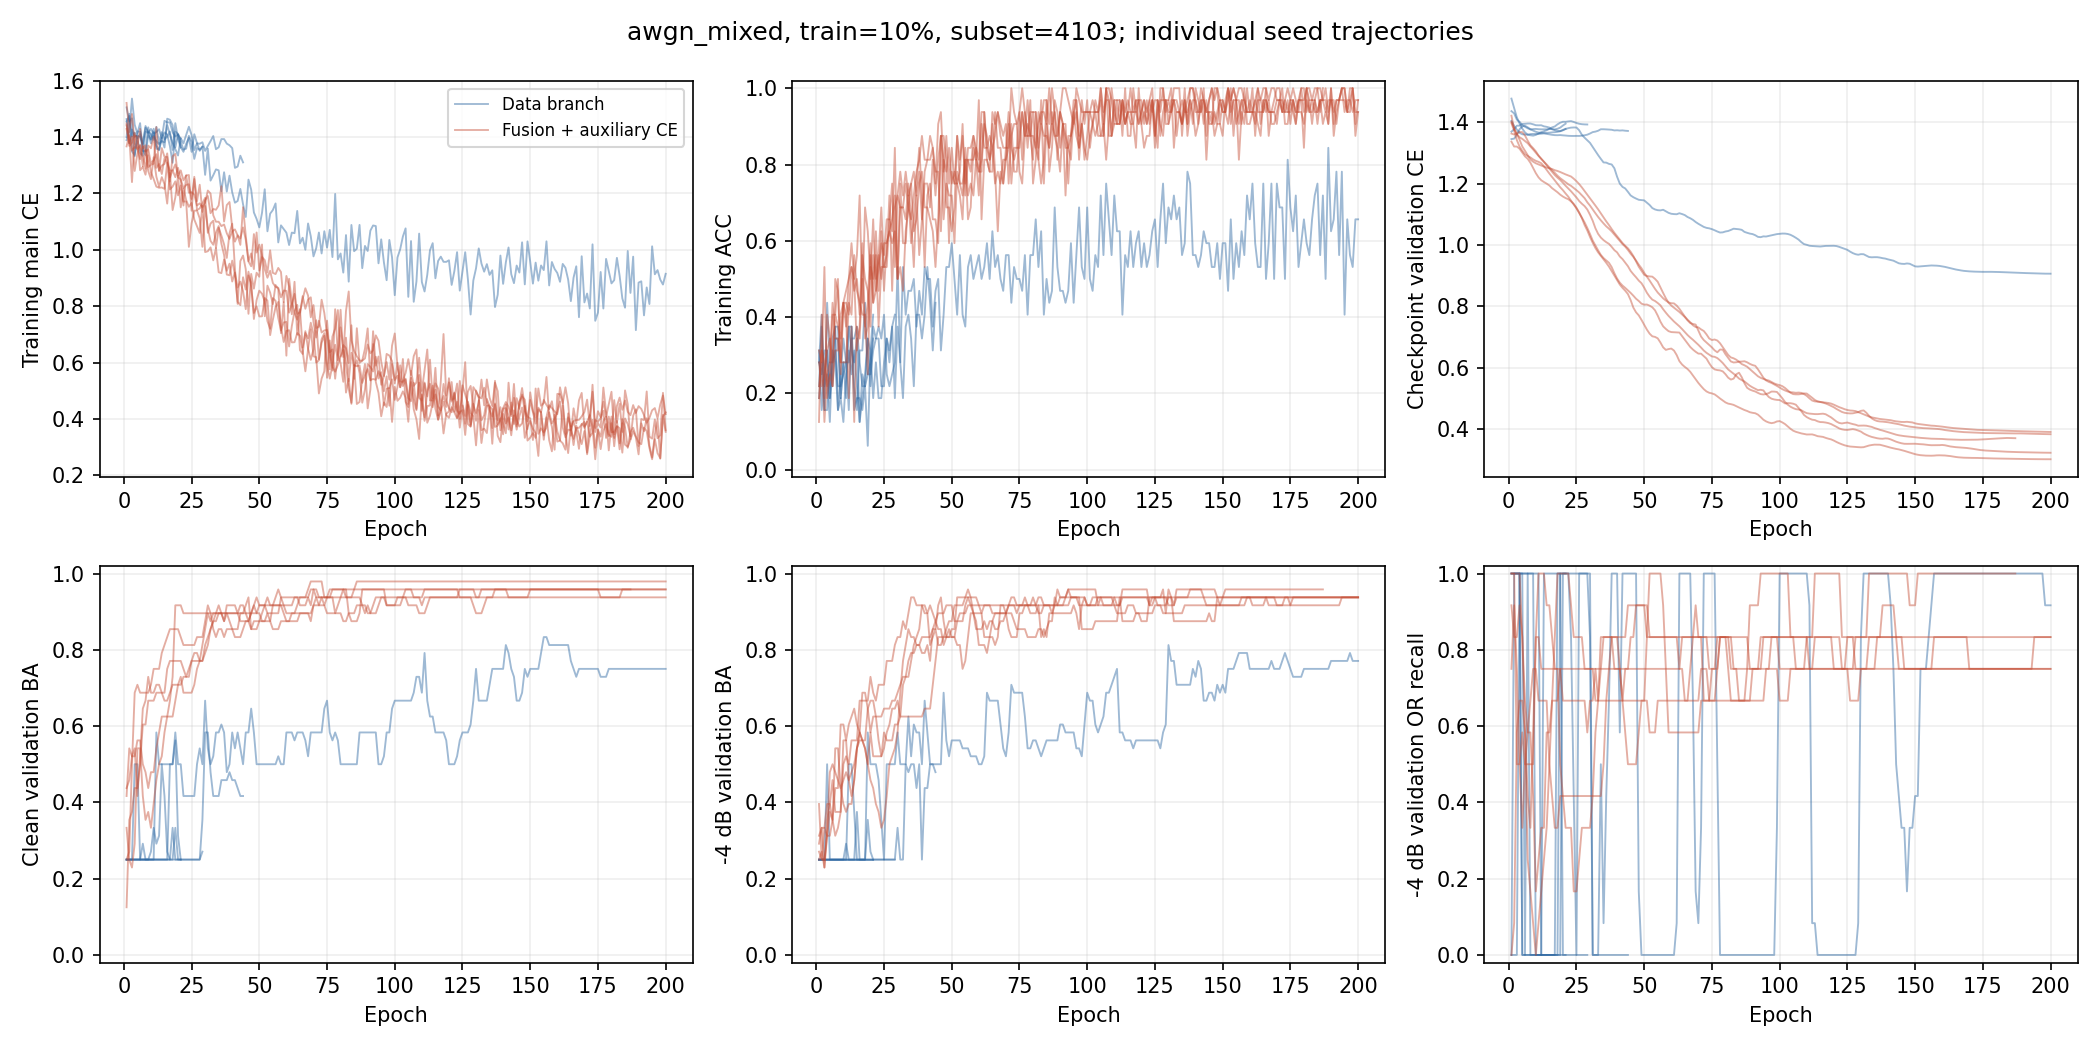 awgn_mixed, train=10%, subset=4103; individual seed trajectories
Training main CE
1.6
1.4
1.2
1.0
0.8
0.6
0.4
0.2
Data branch
Fusion + auxiliary CE
0 25 50 75 100 125 150 175 200
Epoch
Training ACC
1.0
0.8
0.6
0.4
0.2
0.0
0 25 50 75 100 125 150 175 200
Epoch
Checkpoint validation CE
1.4
1.2
1.0
0.8
0.6
0.4
0 25 50 75 100 125 150 175 200
Epoch
Clean validation BA
1.0
0.8
0.6
0.4
0.2
0.0
0 25 50 75 100 125 150 175 200
Epoch
-4 dB validation BA
1.0
0.8
0.6
0.4
0.2
0.0
0 25 50 75 100 125 150 175 200
Epoch
-4 dB validation OR recall
1.0
0.8
0.6
0.4
0.2
0.0
0 25 50 75 100 125 150 175 200
Epoch